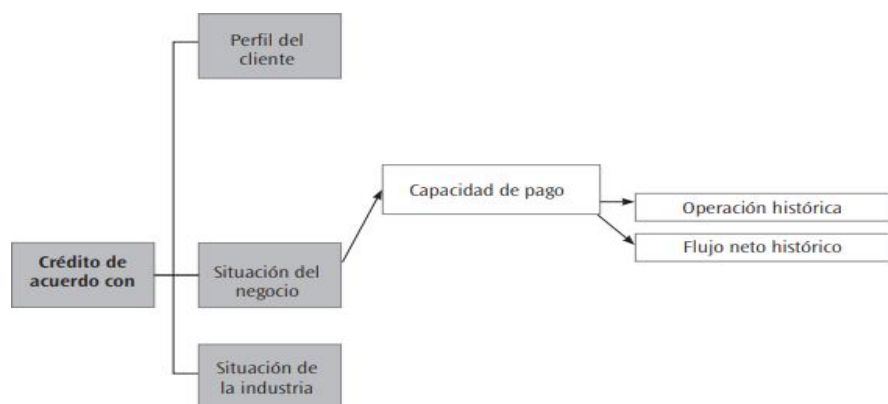 Perfil del
cliente
Capacidad de pago
Operación histórica
Flujo neto histórico
Crédito de
acuerdo con
Situación del
negocio
Situación de
la industria